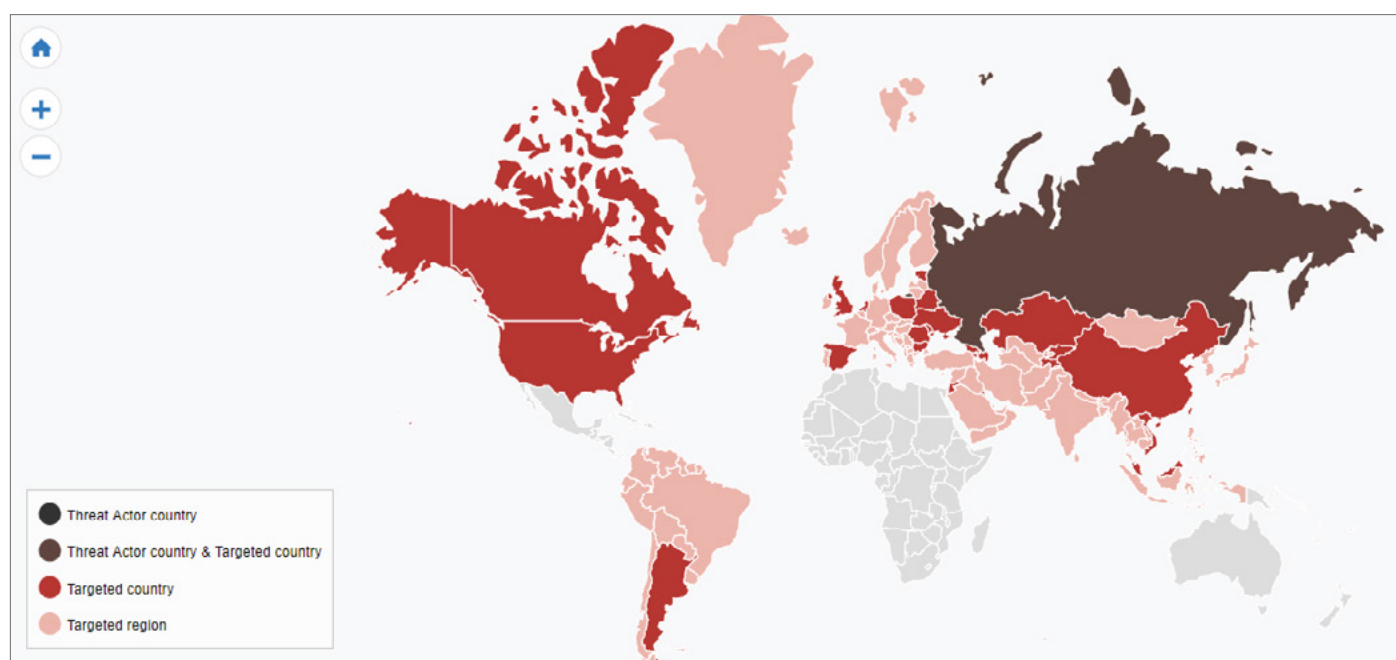 Threat Actor country
Threat Actor country & Targeted country
Targeted country
Targeted region